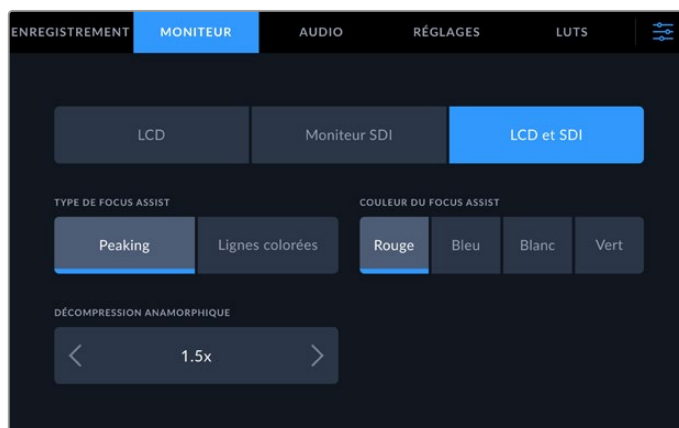 ENREGISTREMENT MONITEUR AUDIO RÉGLAGES LUTS
LCD Moniteur SDI LCD et SDI
TYPE DE FOCUS ASSIST COULEUR DU FOCUS ASSIST
Peaking Lignes colorées Rouge Bleu Blanc Vert
DÉCOMPRESSION ANAMORPHIQUE
1.5x